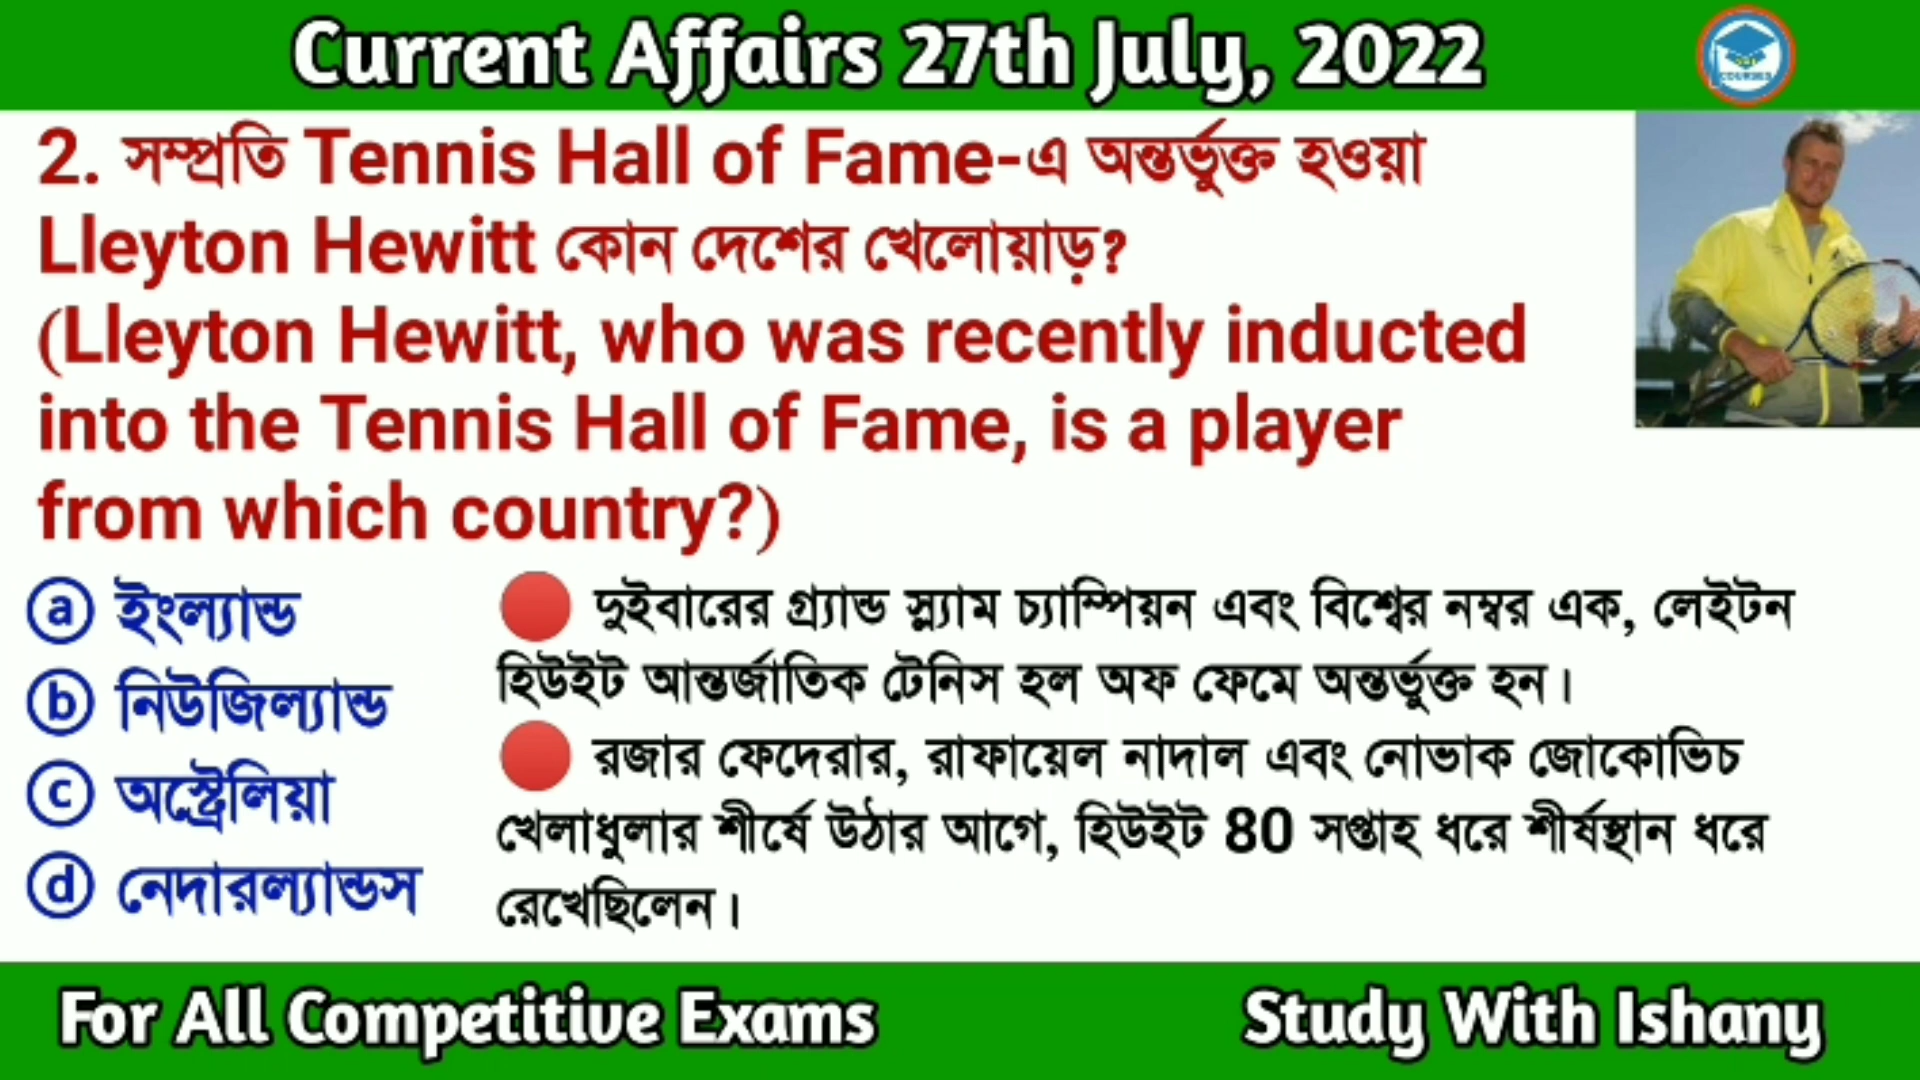 Current Affairs 27th July, 2022
COURSES
2. সম্প্রতি Tennis Hall of Fame-এ অন্তর্ভুক্ত হওয়া
Lleyton Hewitt কোন দেশের খেলোয়াড়?
(Lleyton Hewitt, who was recently inducted
into the Tennis Hall of Fame, is a player
from which country?)
ⓐ ইংল্যান্ড
ⓑ নিউজিল্যান্ড
ⓒ অস্ট্রেলিয়া
ⓓ নেদারল্যান্ডস
দুইবারের গ্র্যান্ড স্ল্যাম চ্যাম্পিয়ন এবং বিশ্বের নম্বর এক, লেইটন
হিউইট আন্তর্জাতিক টেনিস হল অফ ফেমে অন্তর্ভুক্ত হন।
রজার ফেদেরার, রাফায়েল নাদাল এবং নোভাক জোকোভিচ
খেলাধুলার শীর্ষে উঠার আগে, হিউইট 80 সপ্তাহ ধরে শীর্ষস্থান ধরে
রেখেছিলেন।
For All Competitive Exams
Study With Ishany